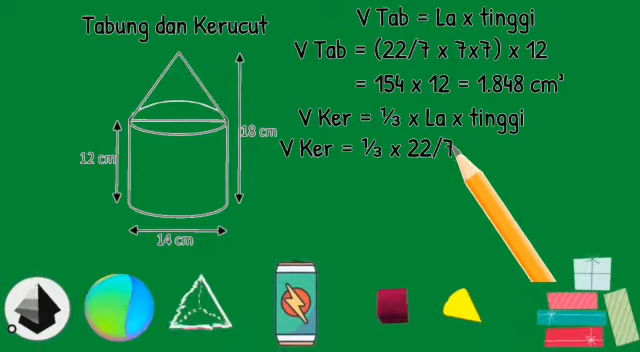 Tabung dan Kerucut
18 cm
12 cm
14 cm
V Tab = La x tinggi
V Tab = (22/7 x 7x7) x 12
= 154 x 12 = 1.848 cm³
V Ker = ⅓ x La x tinggi
V Ker = ⅓ x 22/7